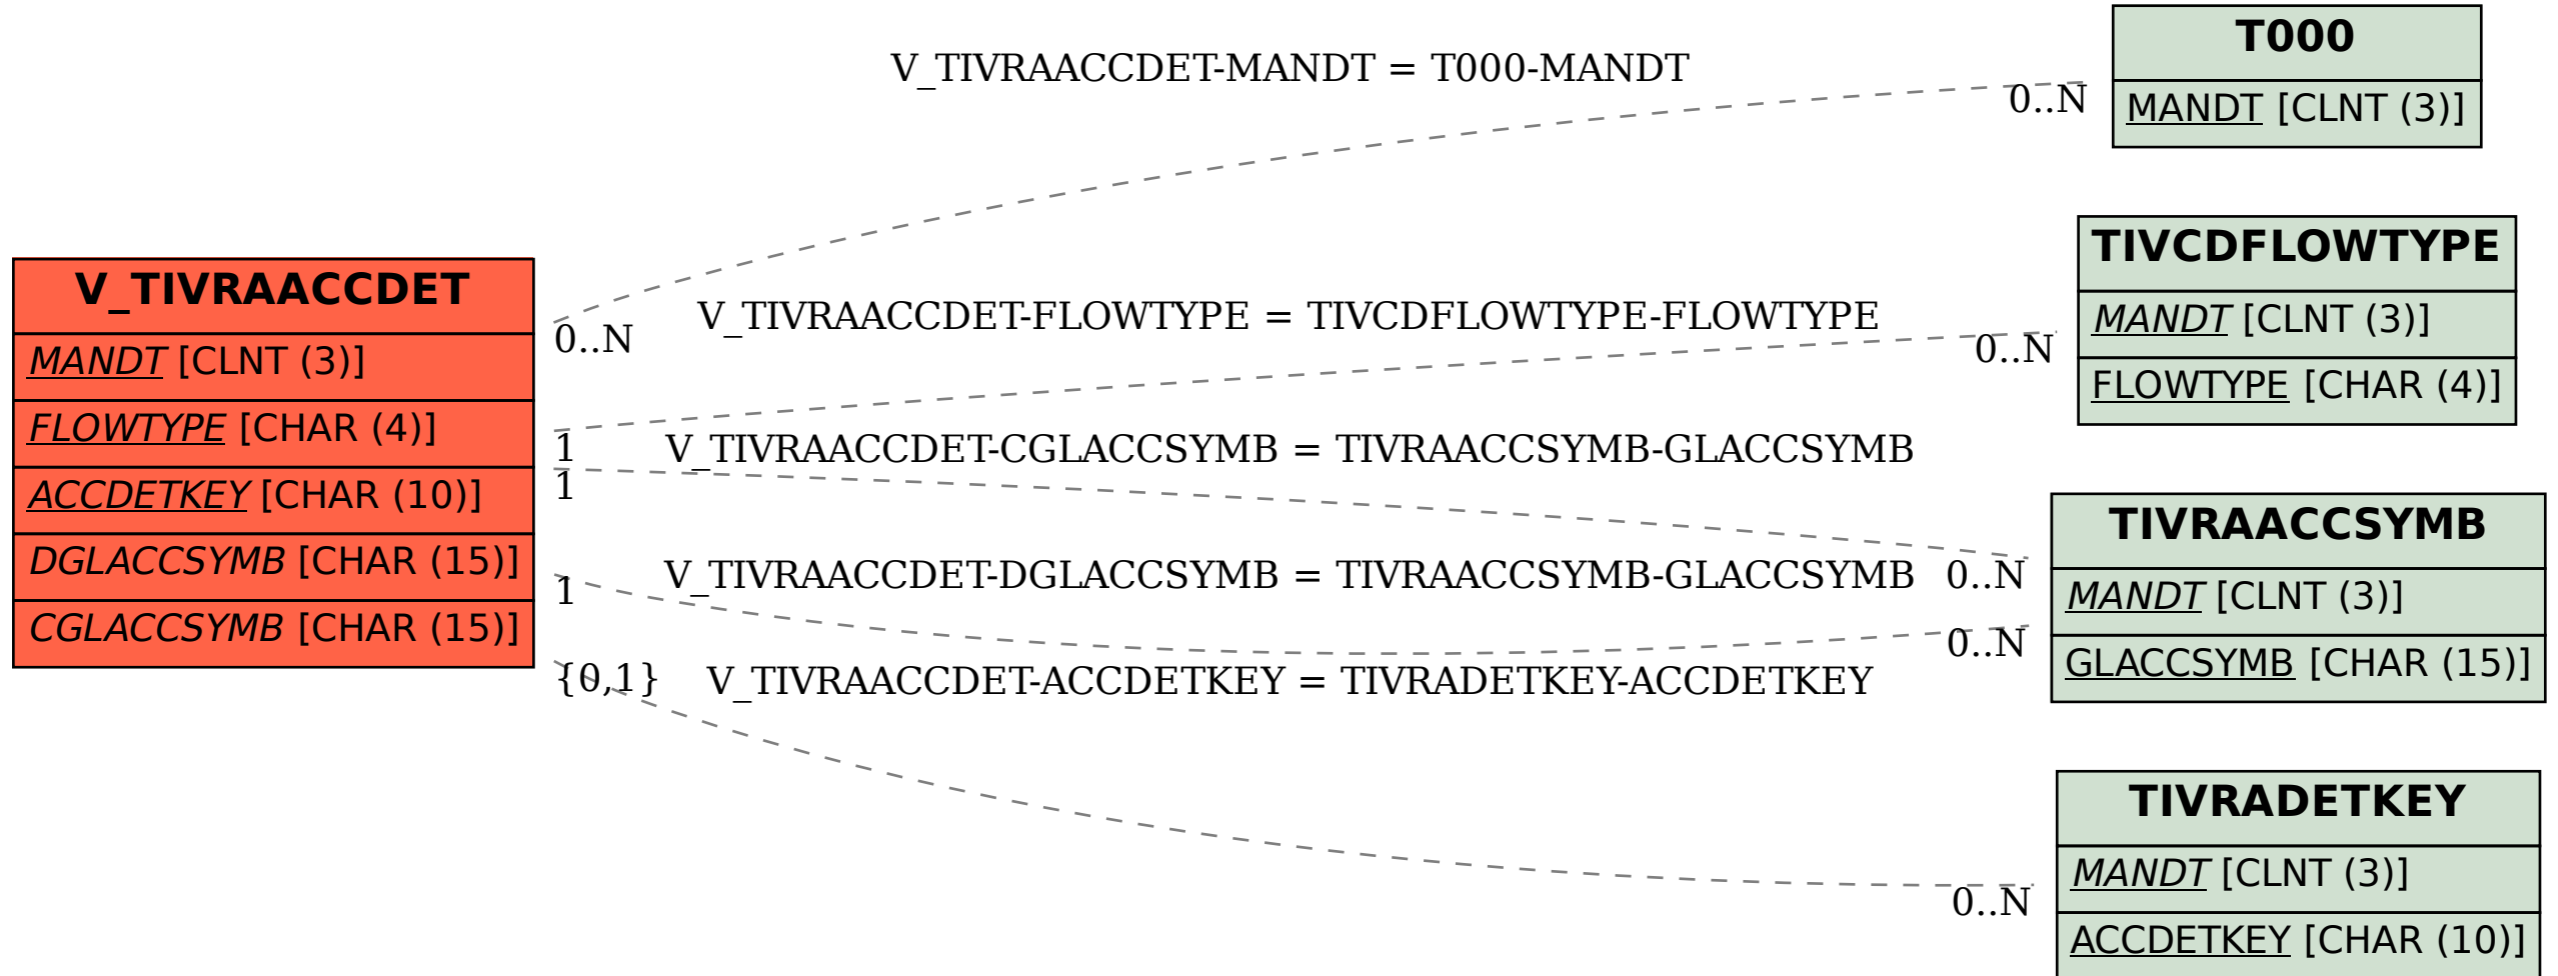 T000
MANDT [CLNT (3)]
V_TIVRAACCDET-MANDT = T000-MANDT
0..N
TIVCDFLOWTYPE
MANDT [CLNT (3)]
FLOWTYPE [CHAR (4)]
V_TIVRAACCDET
MANDT [CLNT (3)]
FLOWTYPE [CHAR (4)]
ACCDETKEY [CHAR (10)]
DGLACCSYMB [CHAR (15)]
CGLACCSYMB [CHAR (15)]
0..N
V_TIVRAACCDET-FLOWTYPE = TIVCDFLOWTYPE-FLOWTYPE
0..N
1
V_TIVRAACCDET-CGLACCSYMB = TIVRAACCSYMB-GLACCSYMB
1
0..N
V_TIVRAACCDET-DGLACCSYMB = TIVRAACCSYMB-GLACCSYMB
1
0..N
TIVRAACCSYMB
MANDT [CLNT (3)]
GLACCSYMB [CHAR (15)]
{0,1}
V_TIVRAACCDET-ACCDETKEY = TIVRADETKEY-ACCDETKEY
0..N
TIVRADETKEY
MANDT [CLNT (3)]
ACCDETKEY [CHAR (10)]